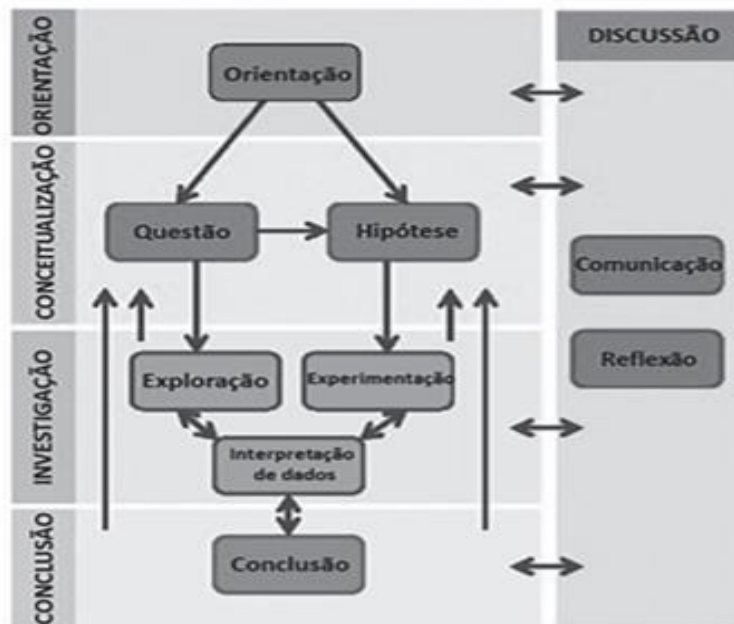 ORIENTAÇÃO
Orientação
DISCUSSÃO
CONCEITUALIZAÇÃO
Questão
Hipótese
Comunicação
Reflexão
INVESTIGAÇÃO
Exploração
Experimentação
Interpretação
de dados
CONCLUSÃO
Conclusão